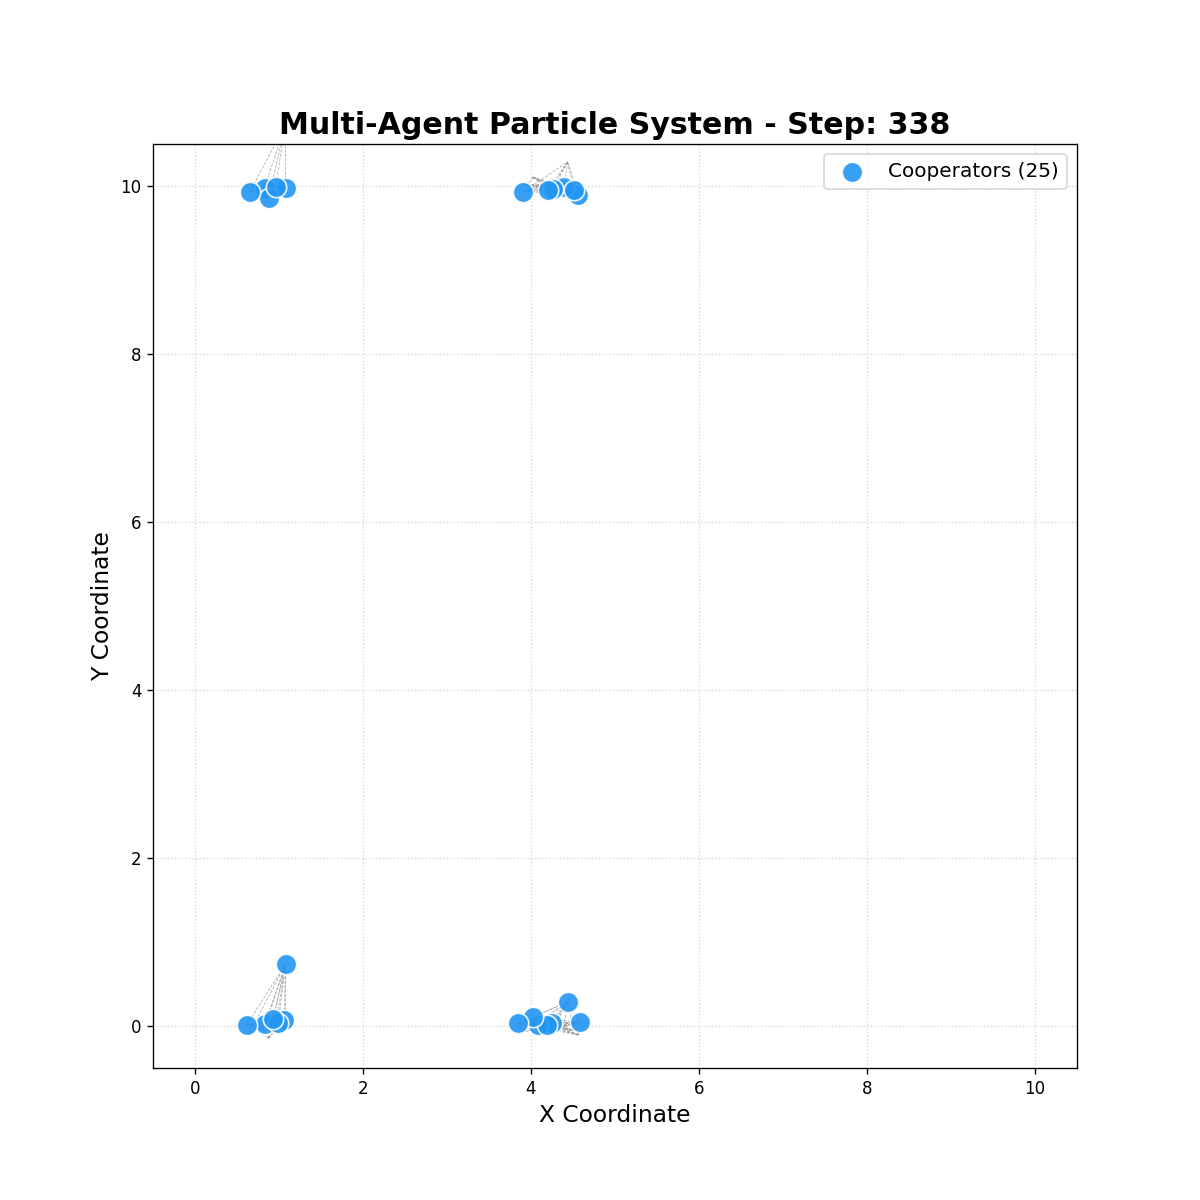 Multi-Agent Particle System - Step: 338
Cooperators (25)
10
8
6
4
2
0
Y Coordinate
0 2 4 6 8 10
X Coordinate